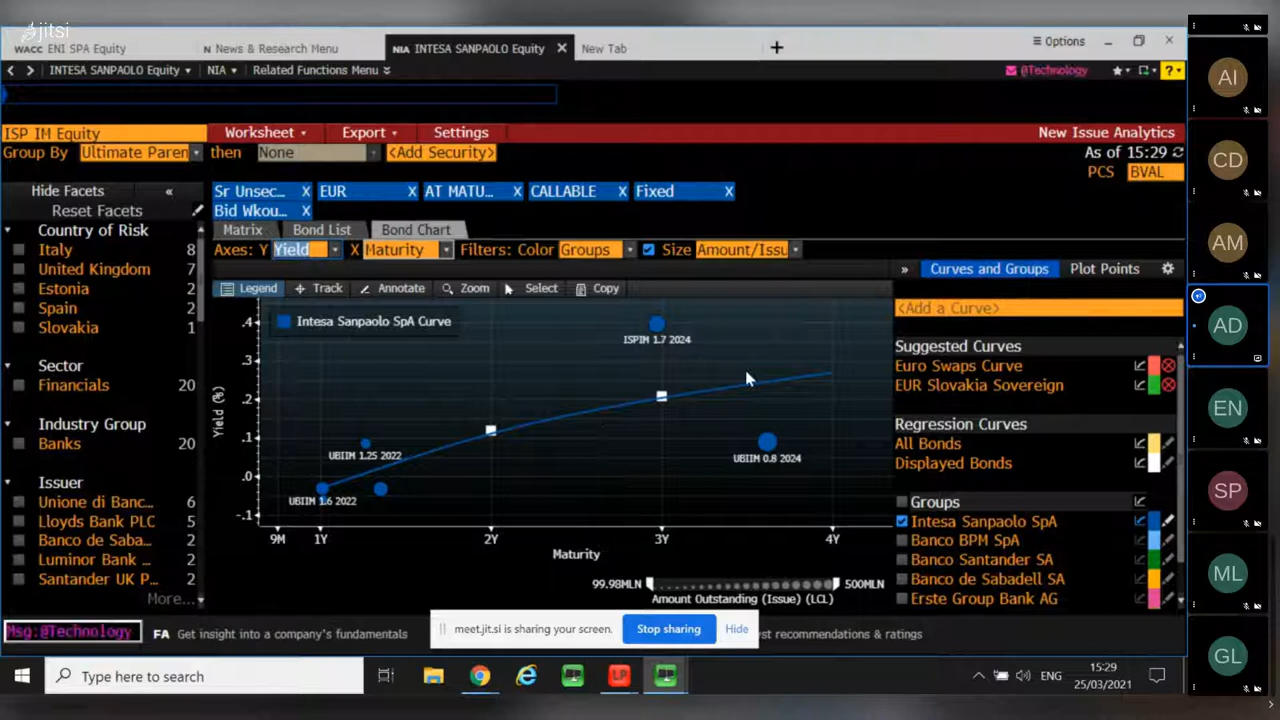 jitsi
WACC ENI SPA Equity
N News & Research Menu
NIA INTESA SANPAOLO Equity
New Tab
Options
INTESA SANPAOLO Equity
NIA
Related Functions Menu
@Technology
ISP IM Equity
Worksheet
Export
Settings
New Issue Analytics
Group By Ultimate Paren then None <Add Security>
As of 15:29
PCS BVAL
Hide Facets «
Reset Facets
Country of Risk
Italy 8
United Kingdom 7
Estonia 2
Spain 2
Slovakia 1
Sector
Financials 20
Industry Group
Banks 20
Issuer
Unione di Banc... 6
Lloyds Bank PLC 5
Banco de Saba... 2
Luminor Bank ... 2
Santander UK P... 2
More...
Sr Unsec... X EUR X AT MATU... X CALLABLE X Fixed X
Bid Wkou... X
Matrix Bond List Bond Chart
Axes: Y Yield X Maturity Filters: Color Groups Size Amount/Issu
» Curves and Groups Plot Points
Legend Track Annotate Zoom Select Copy
Intesa Sanpaolo SpA Curve
.4
.3
.2
.1
.0
-.1
Yield (%)
ISPIM 1.7 2024
UBIIM 1.25 2022
UBIIM 0.8 2024
UBIIM 1.6 2022
9M 1Y 2Y 3Y 4Y
Maturity
99.98MLN 500MLN
Amount Outstanding (Issue) (LCL)
<Add a Curve>
Suggested Curves
Euro Swaps Curve
EUR Slovakia Sovereign
Regression Curves
All Bonds
Displayed Bonds
Groups
Intesa Sanpaolo SpA
Banco BPM SpA
Banco Santander SA
Banco de Sabadell SA
Erste Group Bank AG
Msg:@Technology
FA Get insight into a company's fundamentals
yst recommendations & ratings
meet.jit.si is sharing your screen.
Stop sharing
Hide
Type here to search
ENG
15:29
25/03/2021
AI
CD
AM
AD
EN
SP
ML
GL